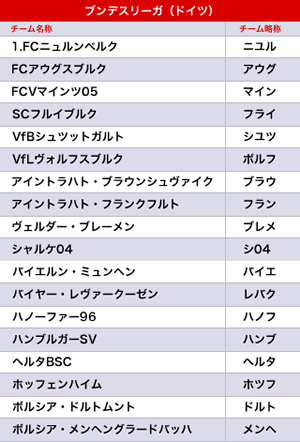 ブンデスリーガ（ドイツ）
チーム名称 チーム略称
1.FCニュルンベルク ニユル
FCアウグスブルク アウグ
FCVマインツ05 マイン
SCフルイブルク フライ
VfBシュツットガルト シユツ
VfLヴォルフスブルク ボルフ
アイントラハト・ブラウンシュヴァイク ブラウ
アイントラハト・フランクフルト フラン
ヴェルダー・ブレーメン ブレメ
シャルケ04 シ04
バイエルン・ミュンヘン バイエ
バイヤー・レヴァークーゼン レバク
ハノーファー96 ハノフ
ハンブルガーSV ハンブ
ヘルタBSC ヘルタ
ホッフェンハイム ホツフ
ボルシア・ドルトムント ドルト
ボルシア・メンヘングラードバッハ メンヘ